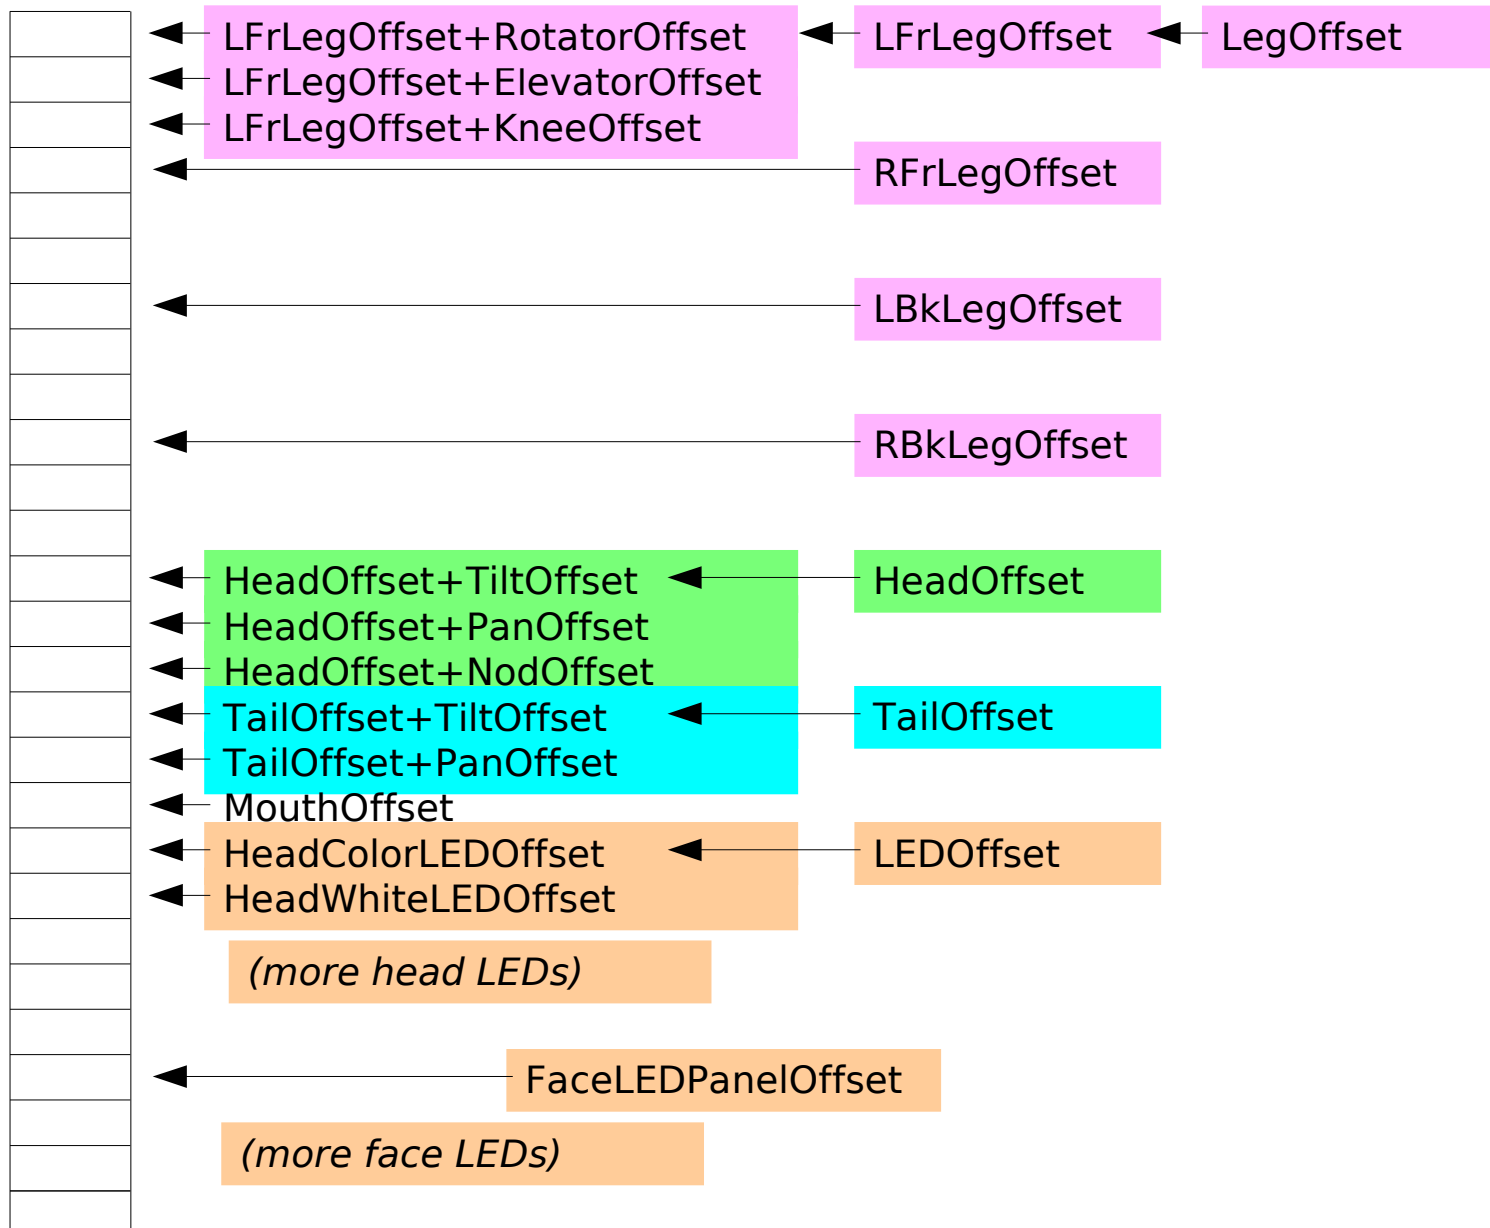 LFrLegOffset+RotatorOffset LFrLegOffset LegOffset
LFrLegOffset+ElevatorOffset
LFrLegOffset+KneeOffset
RFrLegOffset
LBkLegOffset
RBkLegOffset
HeadOffset+TiltOffset HeadOffset
HeadOffset+PanOffset
HeadOffset+NodOffset
TailOffset+TiltOffset TailOffset
TailOffset+PanOffset
MouthOffset
HeadColorLEDOffset LEDOffset
HeadWhiteLEDOffset
(more head LEDs)
FaceLEDPanelOffset
(more face LEDs)